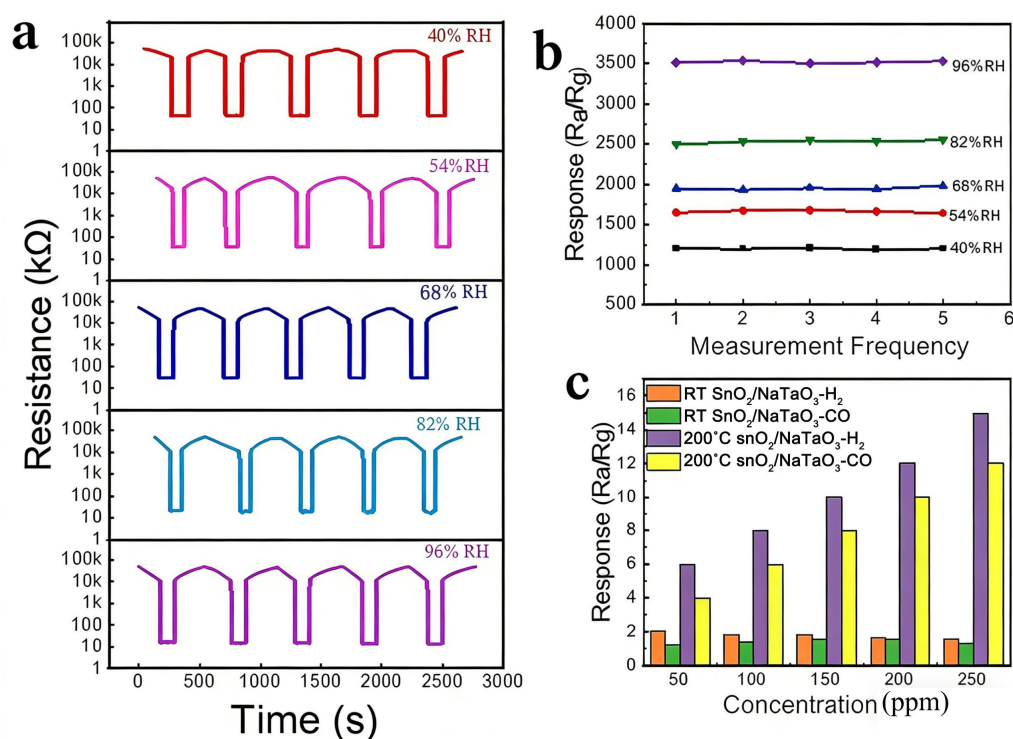 a
Resistance (kΩ)
40% RH
100k
10k
1k
100
10
1
54%RH
100k
10k
1k
100
10
1
68% RH
100k
10k
1k
100
10
1
82% RH
100k
10k
1k
100
10
1
96% RH
100k
10k
1k
100
10
1
0 500 1000 1500 2000 2500 3000
Time (s)
b
Response (Ra/Rg)
4000
3500
3000
2500
2000
1500
1000
500
96%RH
82%RH
68%RH
54%RH
40%RH
1 2 3 4 5 6
Measurement Frequency
c
Response (Ra/Rg)
16
14
12
10
8
6
4
2
0
RT SnO₂/NaTaO₃-H₂
RT SnO₂/NaTaO₃-CO
200°C snO₂/NaTaO₃-H₂
200°C snO₂/NaTaO₃-CO
50 100 150 200 250
Concentration (ppm)